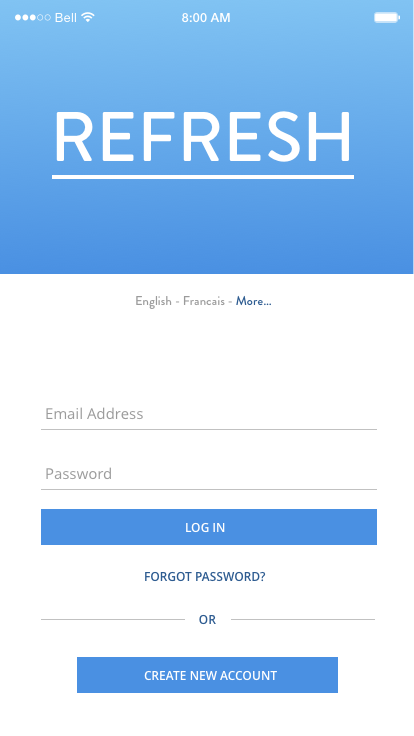 Bell 8:00 AM
REFRESH
English - Francais - More...
Email Address
Password
LOG IN
FORGOT PASSWORD?
OR
CREATE NEW ACCOUNT